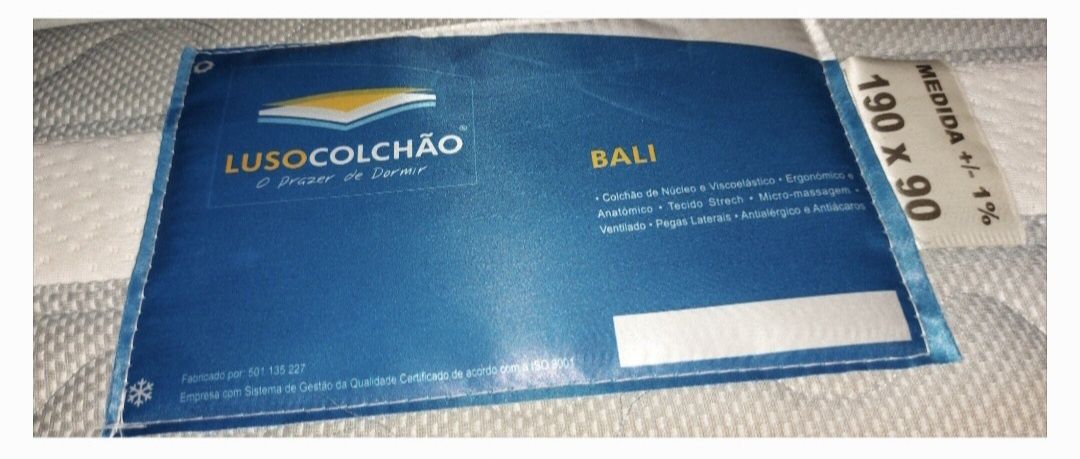 LUSOCOLCHÃO®
O Prazer de Dormir
BALI
• Colchão de Núcleo e Viscoelástico • Ergonómico e
Anatómico • Tecido Strech • Micro-massagem •
Ventilado • Pegas Laterais • Antialérgico e Antiácaros
MEDIDA +/- 1%
190 X 90
Fabricado por: 501 135 227
Empresa com Sistema de Gestão da Qualidade Certificado de acordo com a ISO 9001